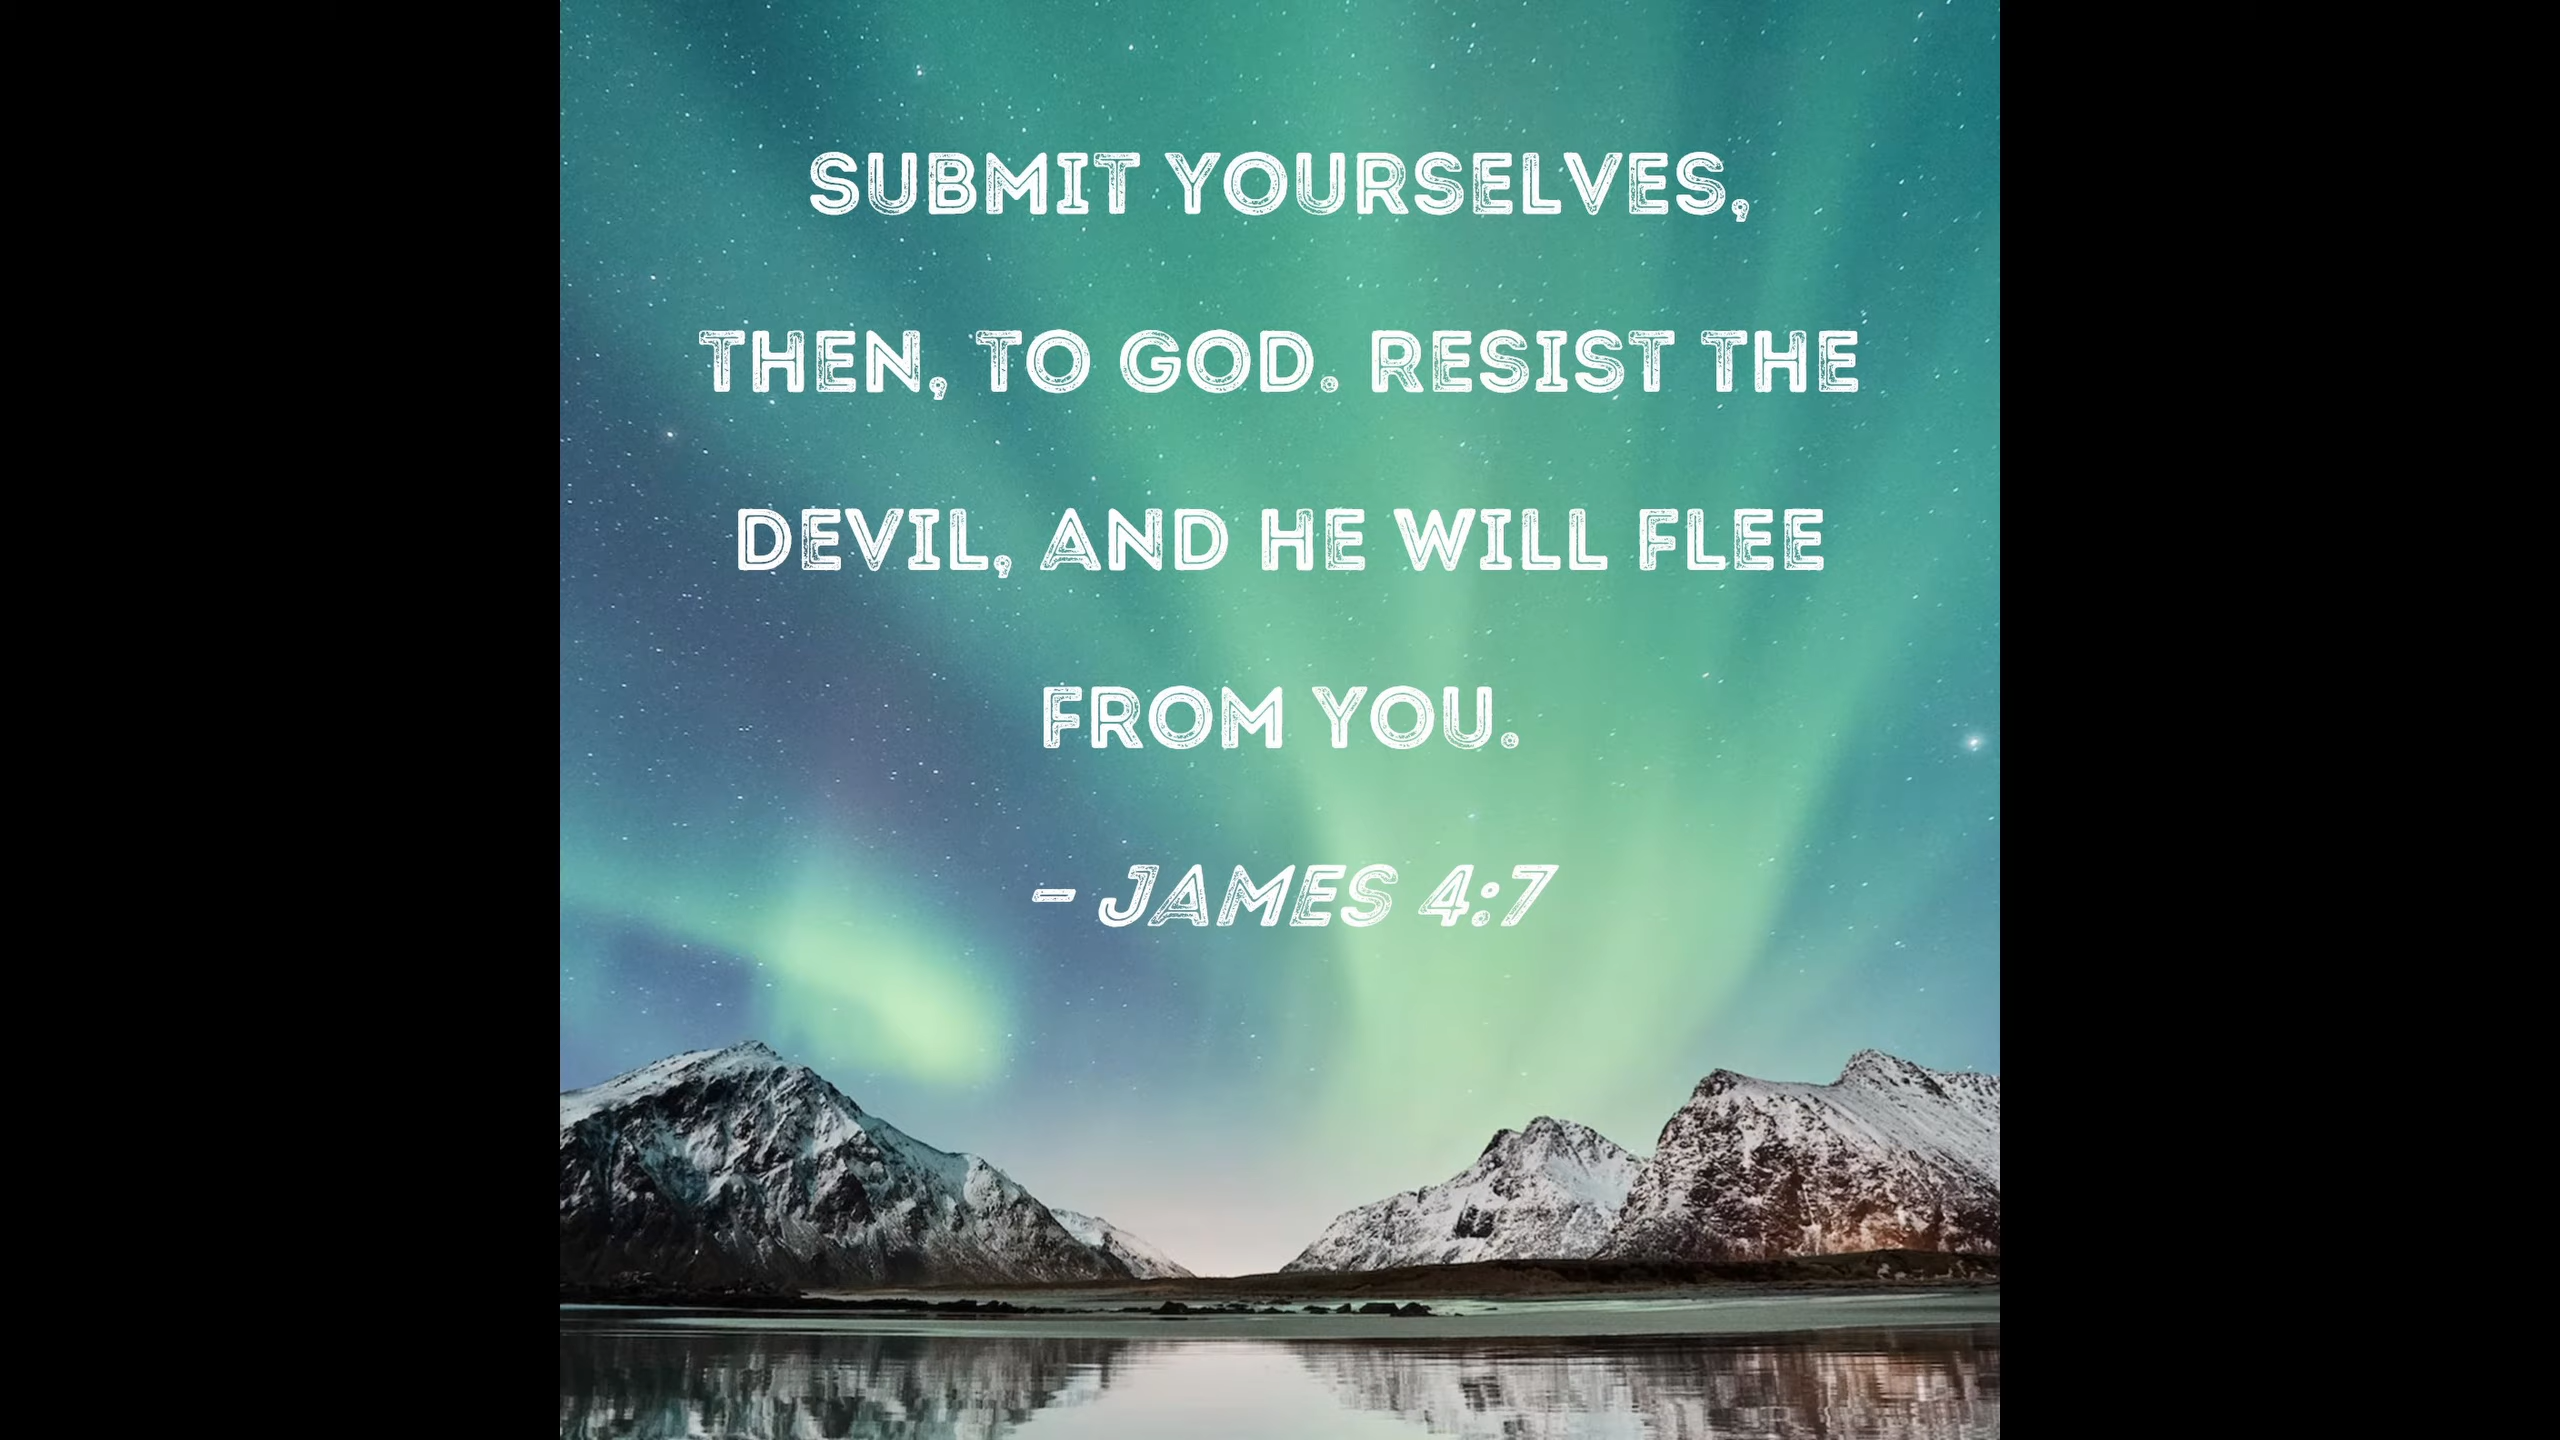 SUBMIT YOURSELVES,
THEN, TO GOD. RESIST THE
DEVIL, AND HE WILL FLEE
FROM YOU.
- JAMES 4:7